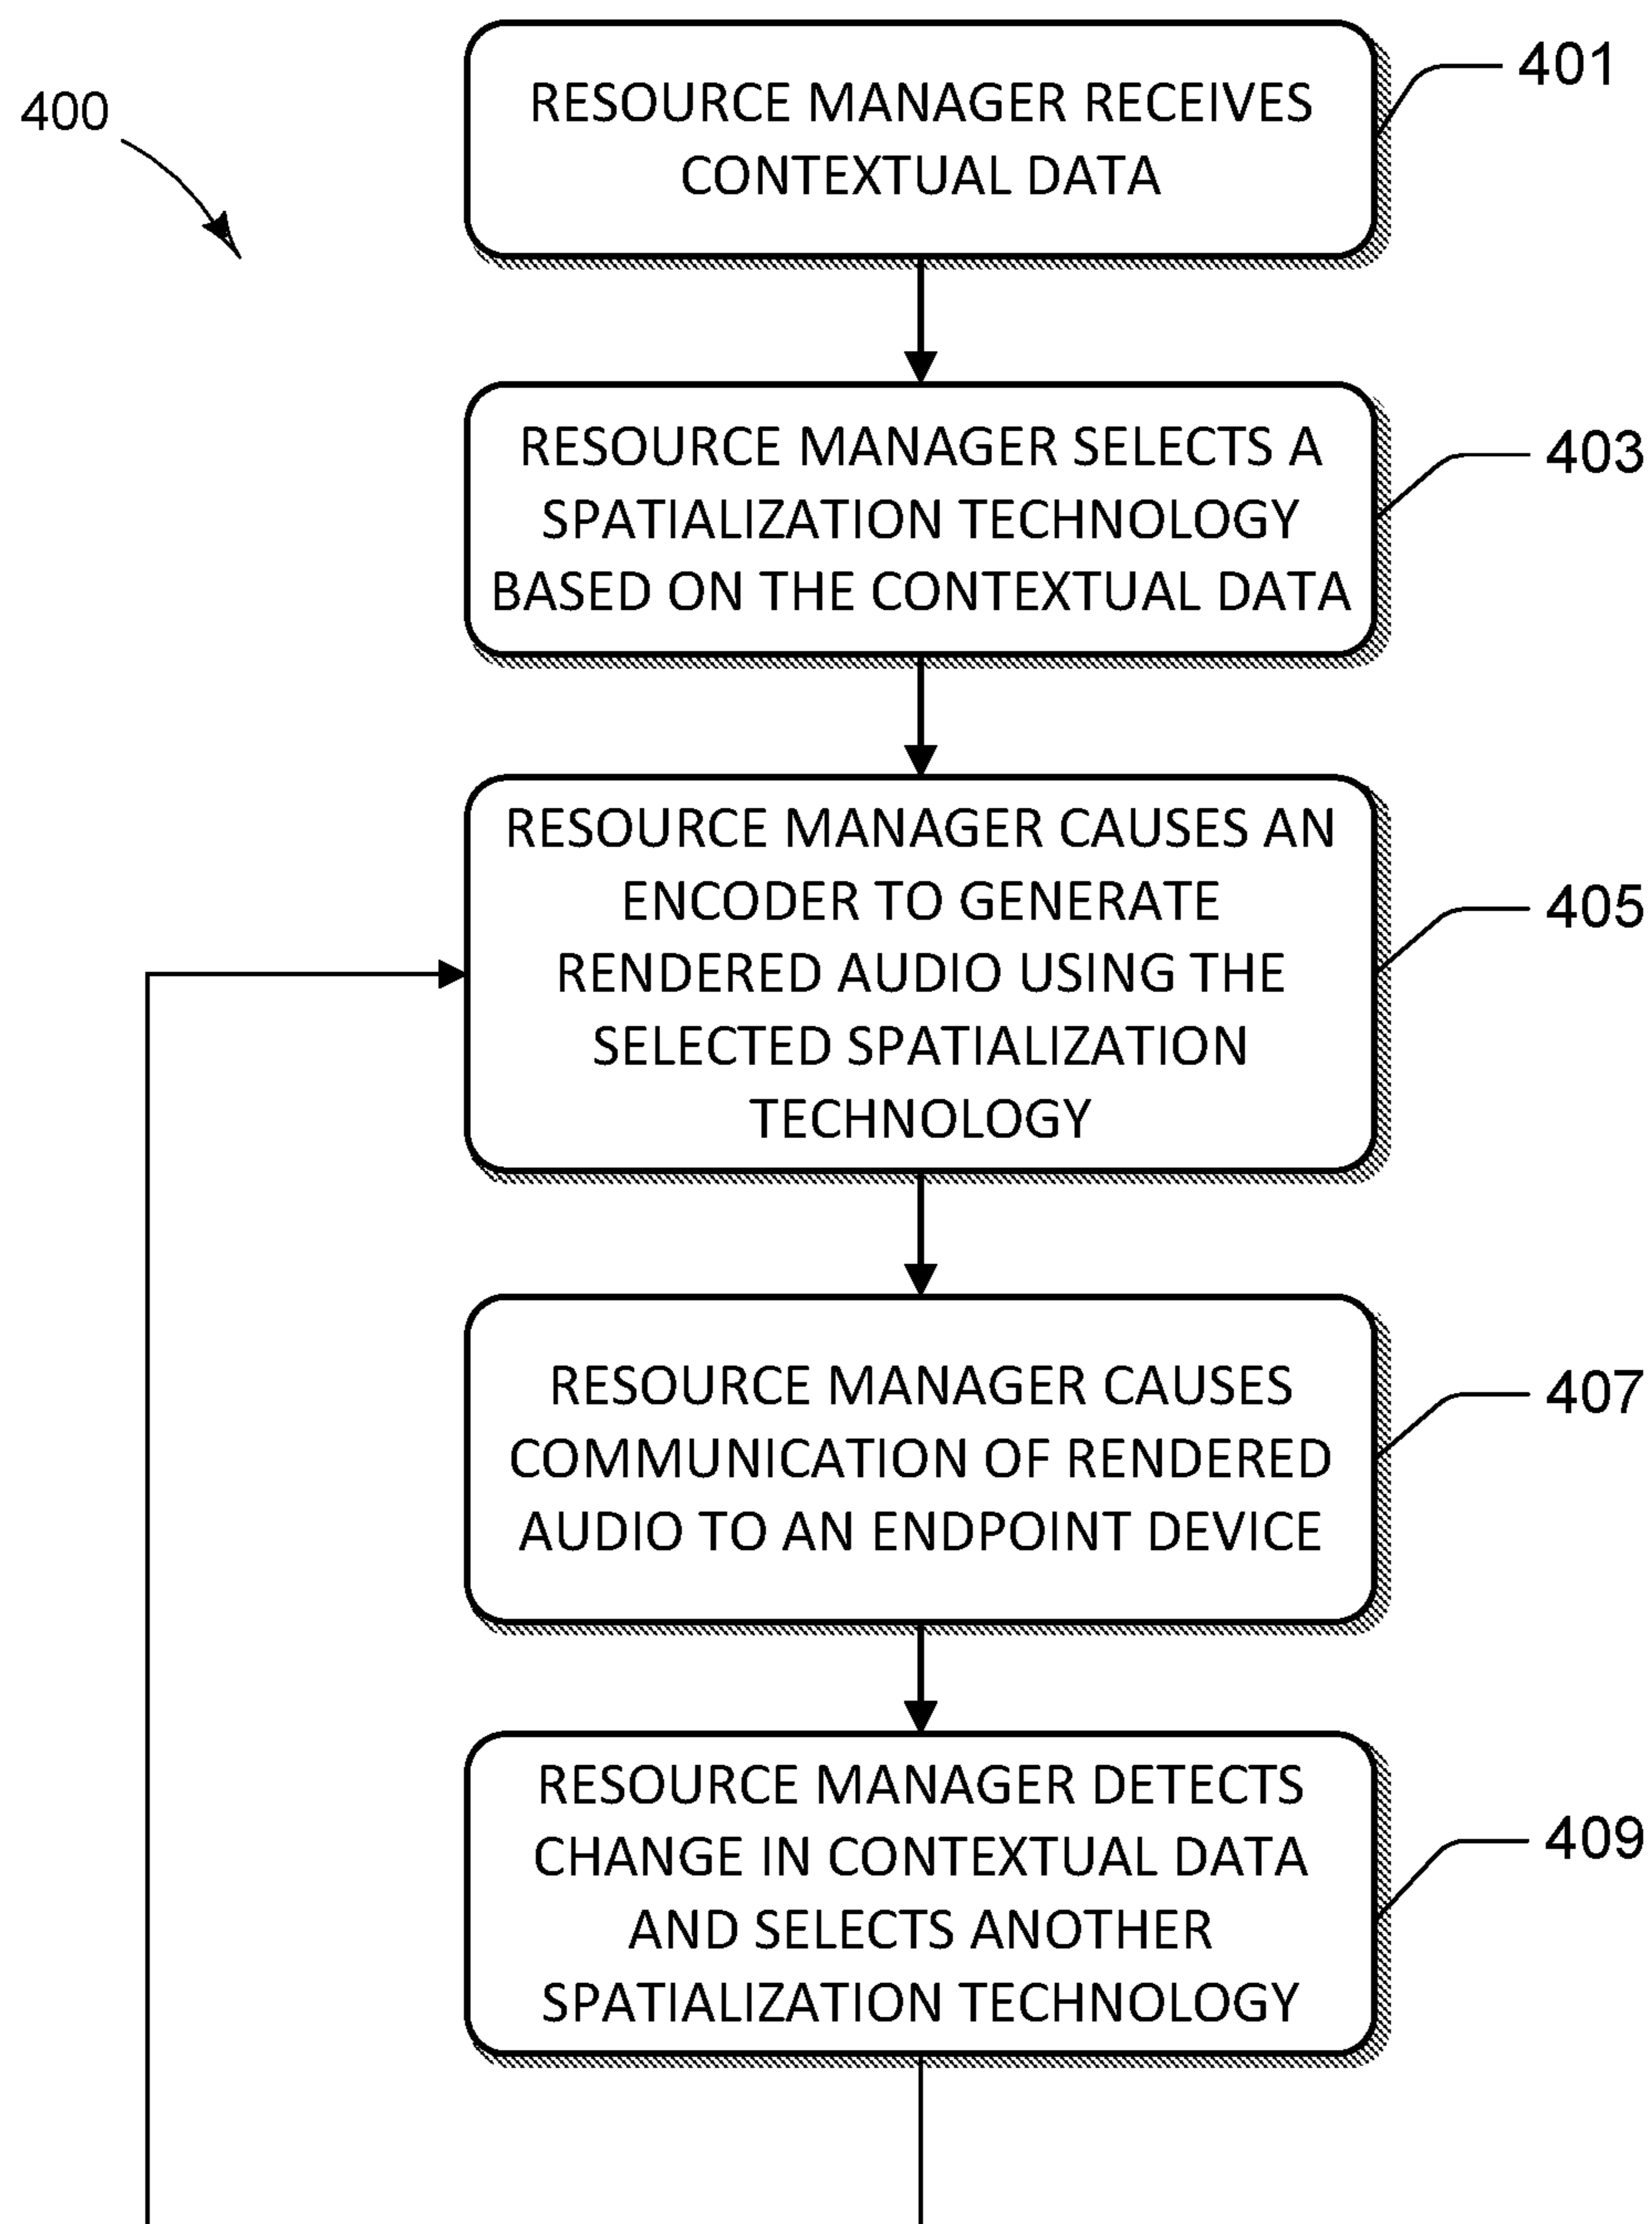 400
RESOURCE MANAGER RECEIVES
CONTEXTUAL DATA
401
RESOURCE MANAGER SELECTS A
SPATIALIZATION TECHNOLOGY
BASED ON THE CONTEXTUAL DATA
403
RESOURCE MANAGER CAUSES AN
ENCODER TO GENERATE
RENDERED AUDIO USING THE
SELECTED SPATIALIZATION
TECHNOLOGY
405
RESOURCE MANAGER CAUSES
COMMUNICATION OF RENDERED
AUDIO TO AN ENDPOINT DEVICE
407
RESOURCE MANAGER DETECTS
CHANGE IN CONTEXTUAL DATA
AND SELECTS ANOTHER
SPATIALIZATION TECHNOLOGY
409